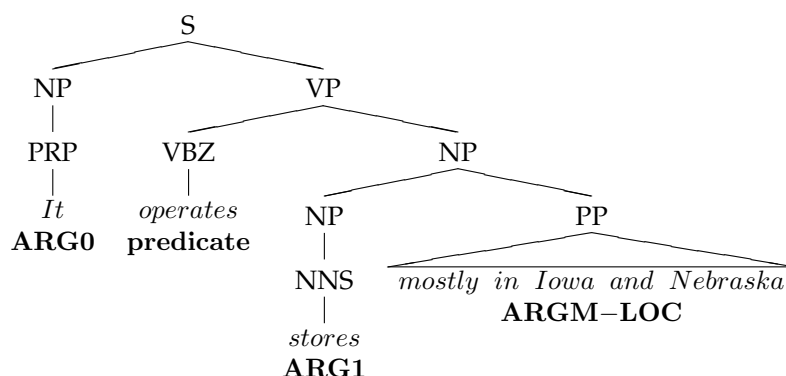 S
NP VP
PRP VBZ NP
It operates NP PP
ARG0 predicate
NNS mostly in Iowa and Nebraska
ARGM–LOC
stores
ARG1